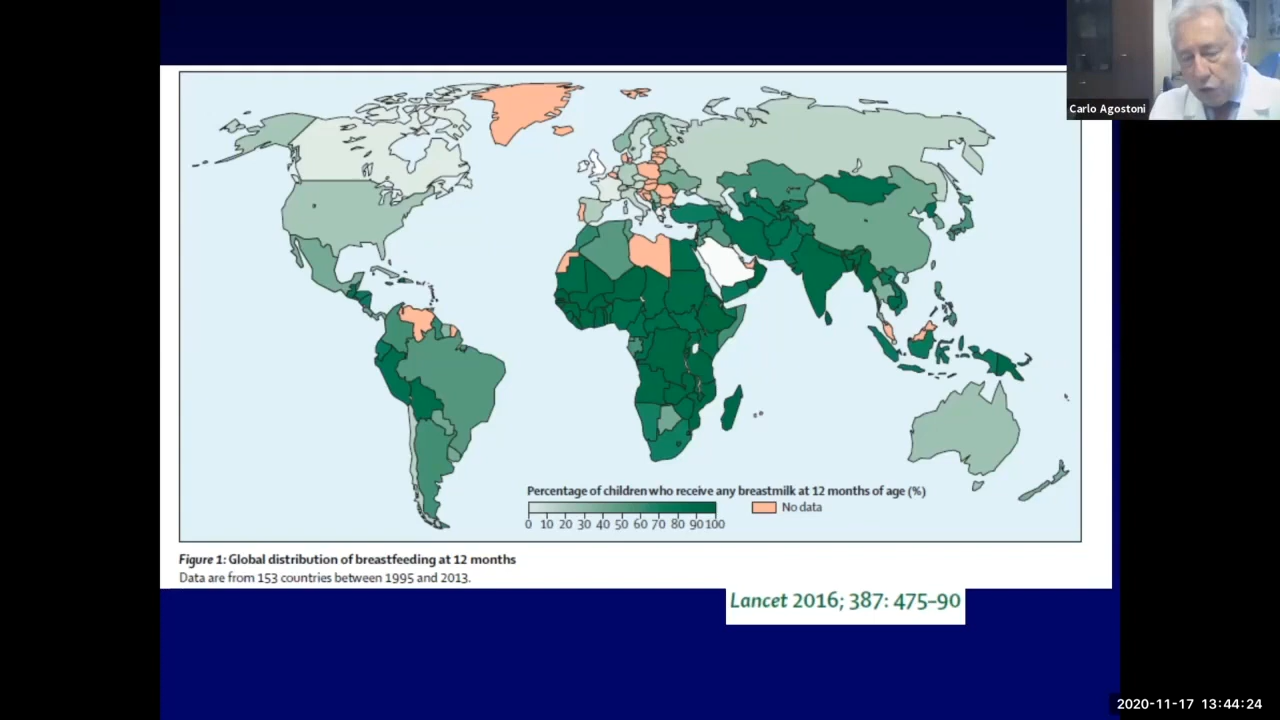 Carlo Agostoni
Percentage of children who receive any breastmilk at 12 months of age (%)
No data
0 10 20 30 40 50 60 70 80 90 100
Figure 1: Global distribution of breastfeeding at 12 months
Data are from 153 countries between 1995 and 2013.
Lancet 2016; 387: 475–90
2020-11-17 13:44:24